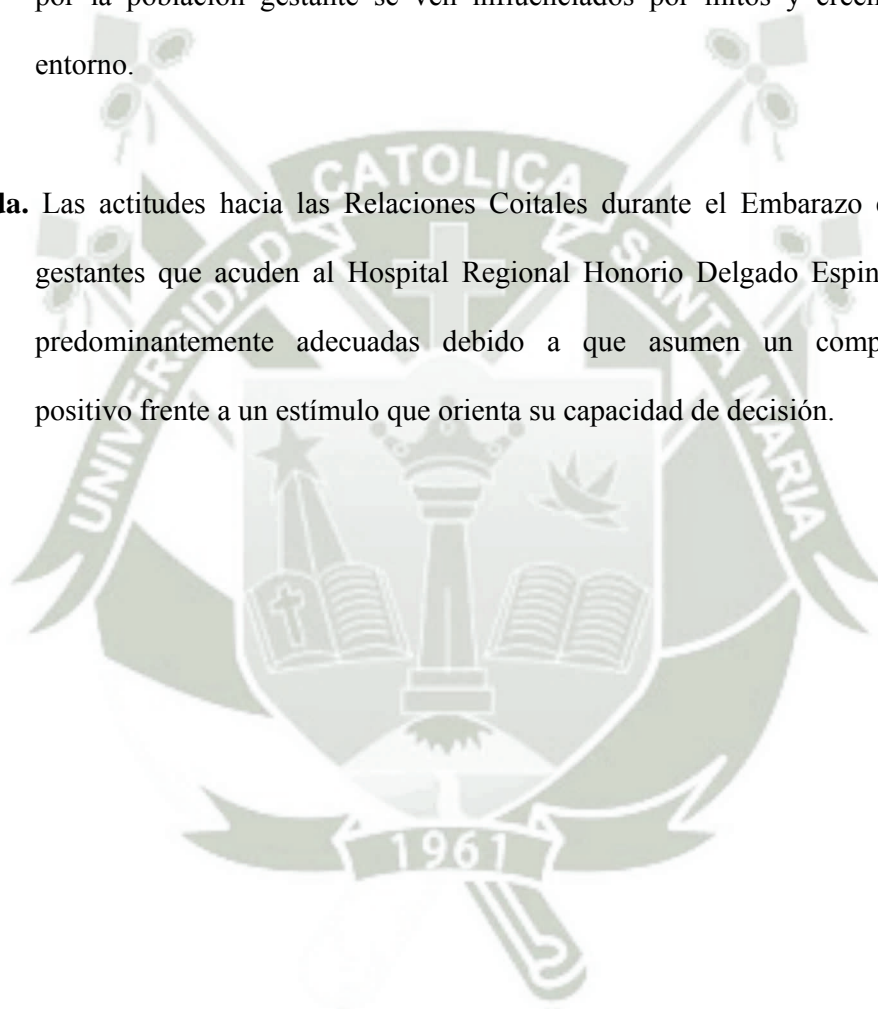 por la población gestante se ven influenciados por mitos y creen
entorno.
la. Las actitudes hacia las Relaciones Coitales durante el Embarazo
gestantes que acuden al Hospital Regional Honorio Delgado Espin
predominantemente adecuadas debido a que asumen un comp
positivo frente a un estímulo que orienta su capacidad de decisión.
UNIVERSIDAD CATOLICA SANTA MARIA
1961